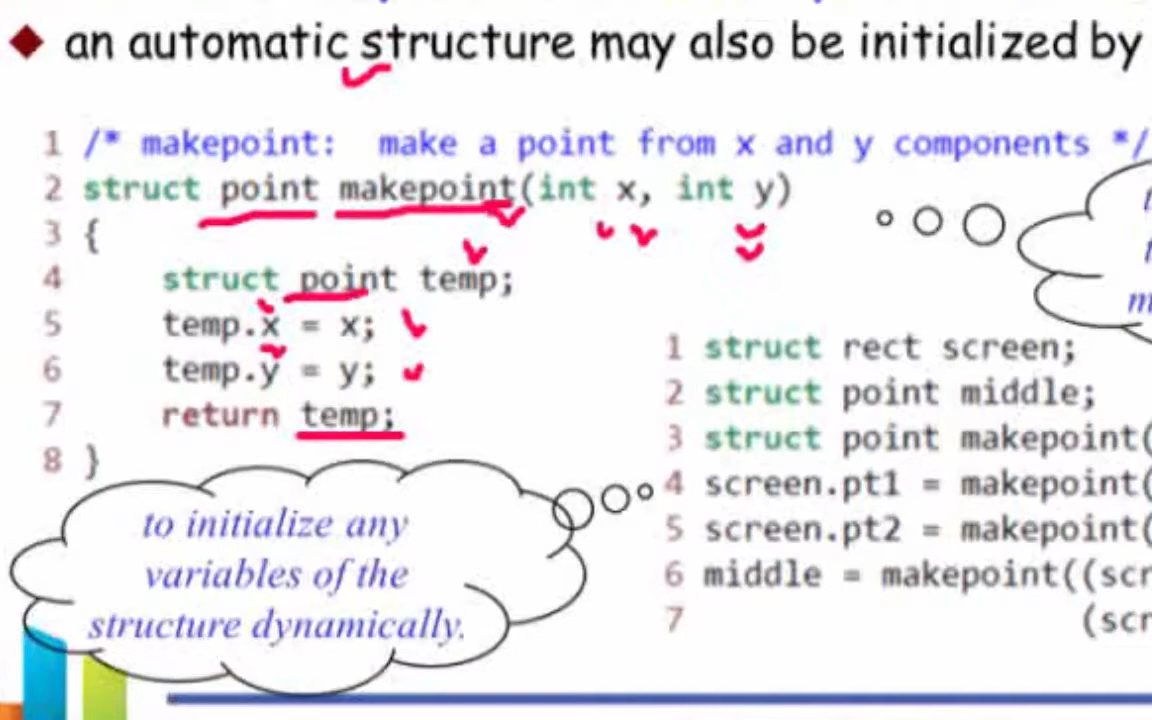 an automatic structure may also be initialized by
1 /* makepoint: make a point from x and y components */
2 struct point makepoint(int x, int y)
3 {
4 struct point temp;
5 temp.x = x;
6 temp.y = y;
7 return temp;
8 }
to initialize any
variables of the
structure dynamically.
1 struct rect screen;
2 struct point middle;
3 struct point makepoint(
4 screen.pt1 = makepoint(
5 screen.pt2 = makepoint(
6 middle = makepoint((scr
7 (scr